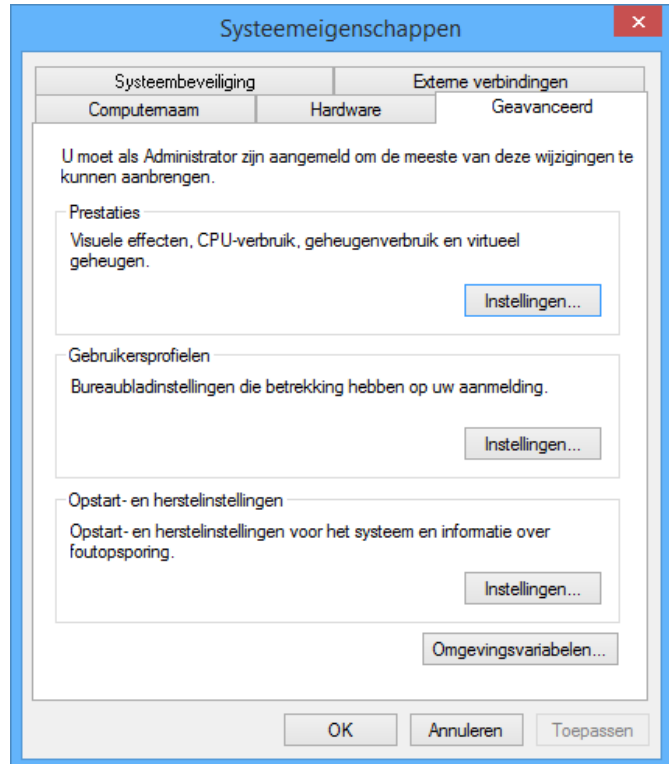 Systeemeigenschappen
Systeembeveiliging
Externe verbindingen
Computernaam
Hardware
Geavanceerd
U moet als Administrator zijn aangemeld om de meeste van deze wijzigingen te
kunnen aanbrengen.
Prestaties
Visuele effecten, CPU-verbruik, geheugenverbruik en virtueel
geheugen.
Instellingen...
Gebruikersprofielen
Bureaubladinstellingen die betrekking hebben op uw aanmelding.
Instellingen...
Opstart- en herstelinstellingen
Opstart- en herstelinstellingen voor het systeem en informatie over
foutopsporing.
Instellingen...
Omgevingsvariabelen...
OK
Annuleren
Toepassen